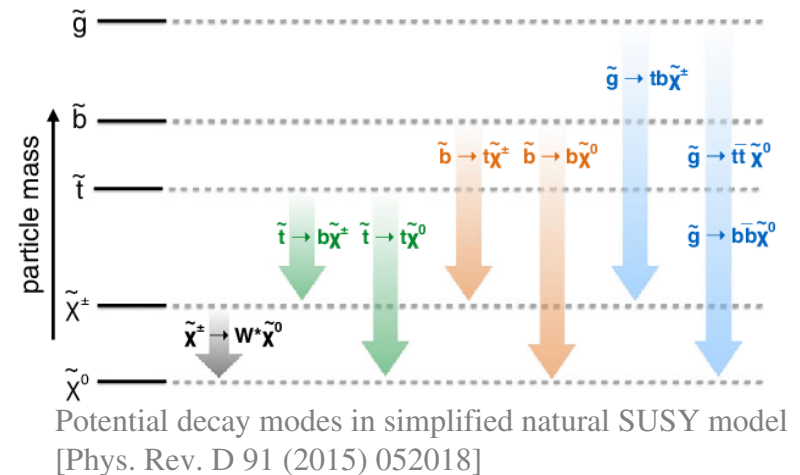 g̃
g̃ → tbχ̃±
particle mass
b̃
b̃ → tχ̃± b̃ → bχ̃⁰
g̃ → tt̄ χ̃⁰
t̃
t̃ → bχ̃± t̃ → tχ̃⁰
g̃ → bb̄χ̃⁰
χ̃±
χ̃± → W*χ̃⁰
χ̃⁰
Potential decay modes in simplified natural SUSY model
[Phys. Rev. D 91 (2015) 052018]